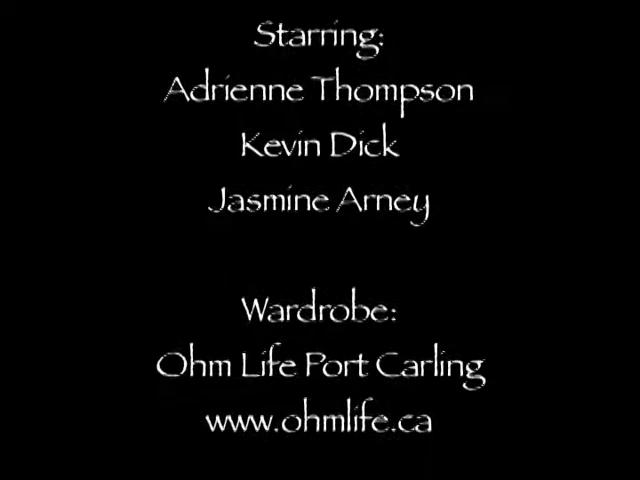 Starring:
Adrienne Thompson
Kevin Dick
Jasmine Arney
Wardrobe:
Ohm Life Port Carling
www.ohmlife.ca